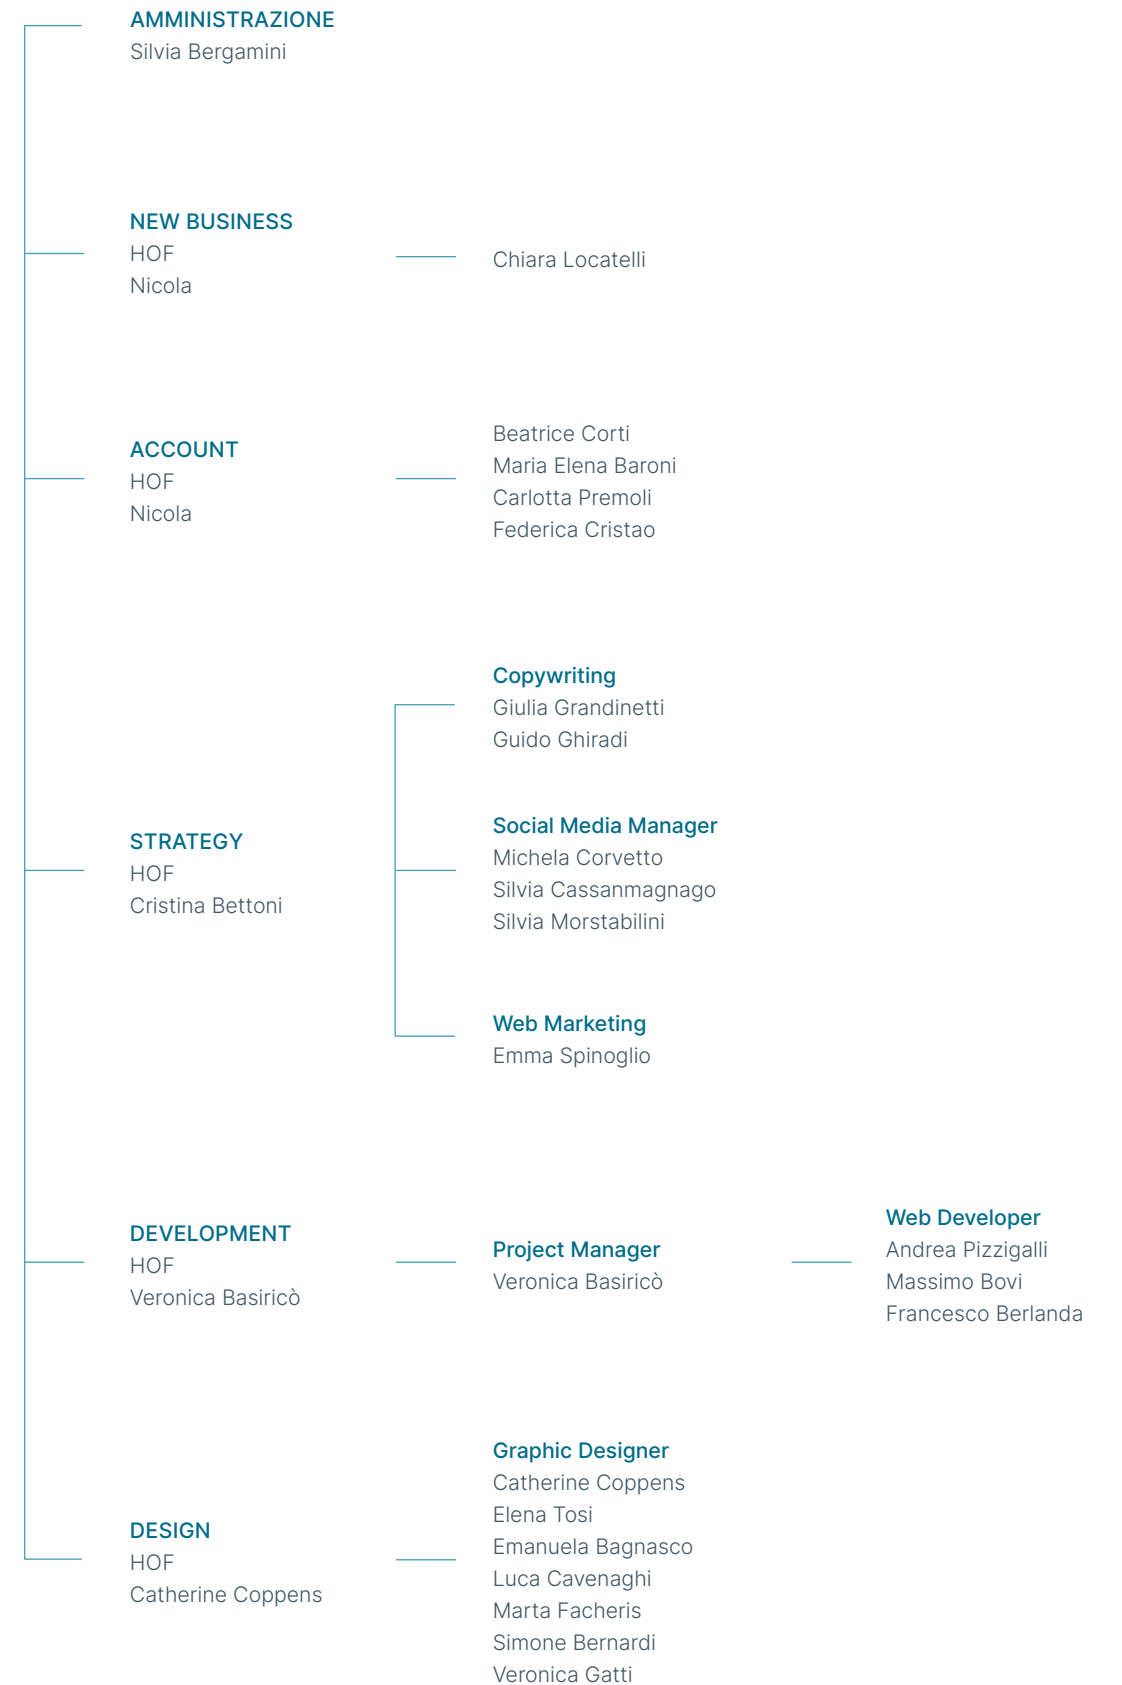 AMMINISTRAZIONE
Silvia Bergamini
NEW BUSINESS
HOF
Nicola
Chiara Locatelli
ACCOUNT
HOF
Nicola
Beatrice Corti
Maria Elena Baroni
Carlotta Premoli
Federica Cristao
STRATEGY
HOF
Cristina Bettoni
Copywriting
Giulia Grandinetti
Guido Ghiradi
Social Media Manager
Michela Corvetto
Silvia Cassanmagnago
Silvia Morstabilini
Web Marketing
Emma Spinoglio
DEVELOPMENT
HOF
Veronica Basiricò
Project Manager
Veronica Basiricò
Web Developer
Andrea Pizzigalli
Massimo Bovi
Francesco Berlanda
DESIGN
HOF
Catherine Coppens
Graphic Designer
Catherine Coppens
Elena Tosi
Emanuela Bagnasco
Luca Cavenaghi
Marta Facheris
Simone Bernardi
Veronica Gatti